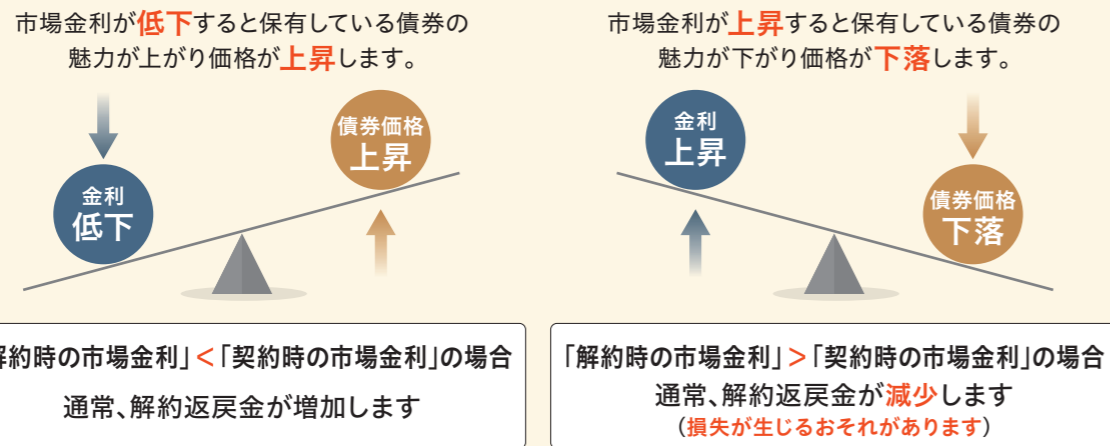 市場金利が低下すると保有している債券の
魅力が上がり価格が上昇します。
金利
低下
債券価格
上昇
解約時の市場金利」<「契約時の市場金利」の場合
通常、解約返戻金が増加します
市場金利が上昇すると保有している債券の
魅力が下がり価格が下落します。
金利
上昇
債券価格
下落
「解約時の市場金利」>「契約時の市場金利」の場合
通常、解約返戻金が減少します
(損失が生じるおそれがあります)